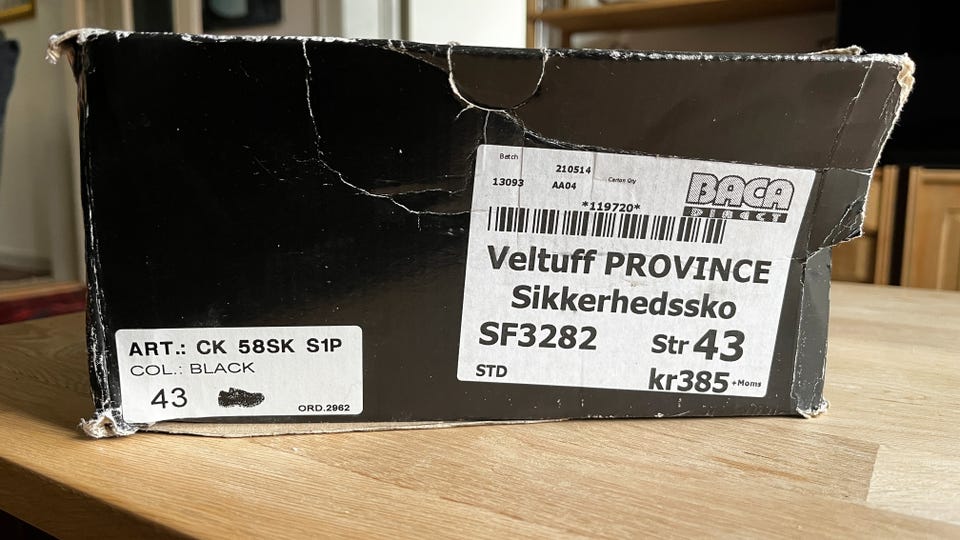 Batch
210514
13093
AA04
Carton Qty
BACA
DIRECT
*119720*
Veltuff PROVINCE
Sikkerhedssko
SF3282
Str 43
STD
kr385 +Moms
ART.: CK 58SK S1P
COL.: BLACK
43
ORD.2962